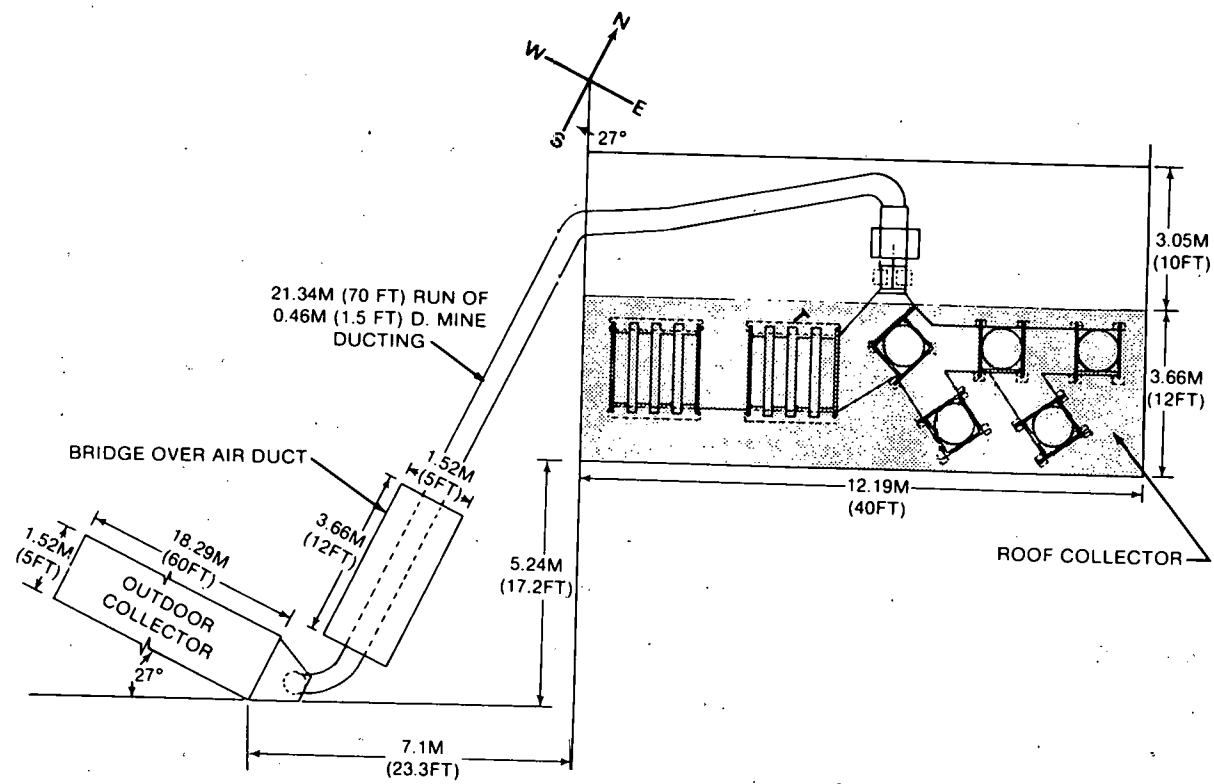 N
W
E
S
27°
3.05M
(10FT)
21.34M (70 FT) RUN OF
0.46M (1.5 FT) D. MINE
DUCTING
3.66M
(12FT)
BRIDGE OVER AIR DUCT
1.52M
(5FT)
12.19M
(40FT)
3.66M
(12FT)
18.29M
(60FT)
1.52M
(5FT)
5.24M
(17.2FT)
ROOF COLLECTOR
OUTDOOR
COLLECTOR
27°
7.1M
(23.3FT)